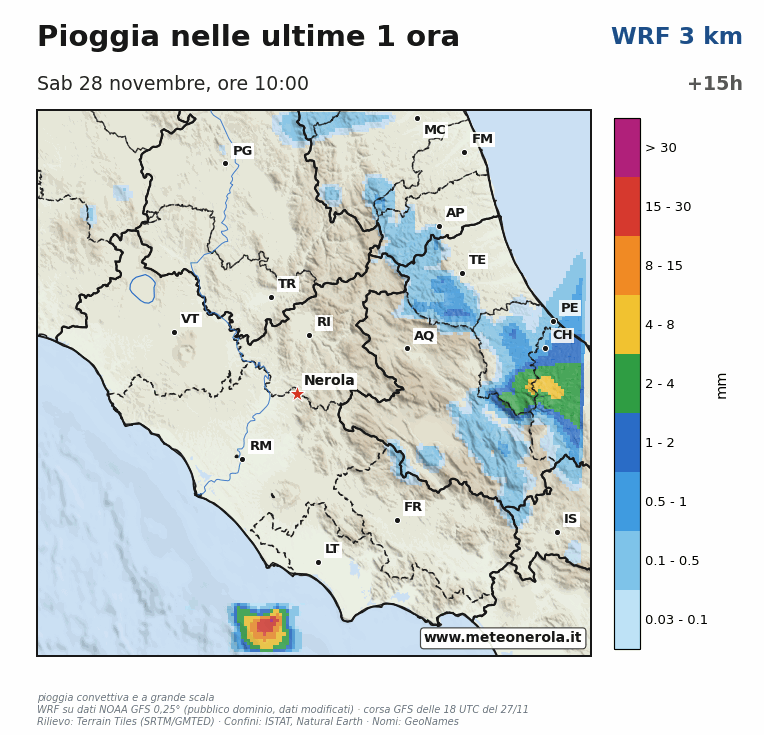 Pioggia nelle ultime 1 ora
WRF 3 km
Sab 28 novembre, ore 10:00
+15h
MC
FM
PG
AP
TE
TR
PE
VT
RI
AQ
CH
Nerola
RM
FR
IS
LT
www.meteonerola.it
> 30
15 - 30
8 - 15
4 - 8
2 - 4
1 - 2
0.5 - 1
0.1 - 0.5
0.03 - 0.1
mm
pioggia convettiva e a grande scala
WRF su dati NOAA GFS 0,25° (pubblico dominio, dati modificati) · corsa GFS delle 18 UTC del 27/11
Rilievo: Terrain Tiles (SRTM/GMTED) · Confini: ISTAT, Natural Earth · Nomi: GeoNames